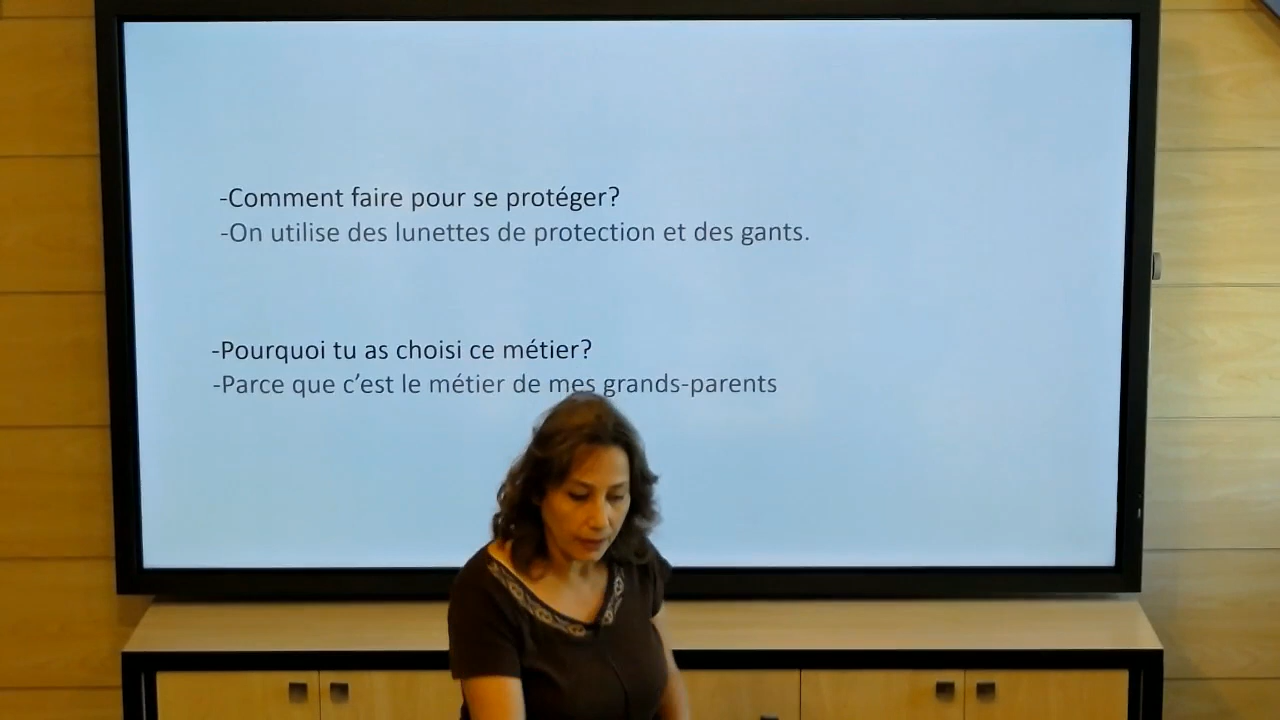 -Comment faire pour se protéger?
-On utilise des lunettes de protection et des gants.
-Pourquoi tu as choisi ce métier?
-Parce que c’est le métier de mes grands-parents